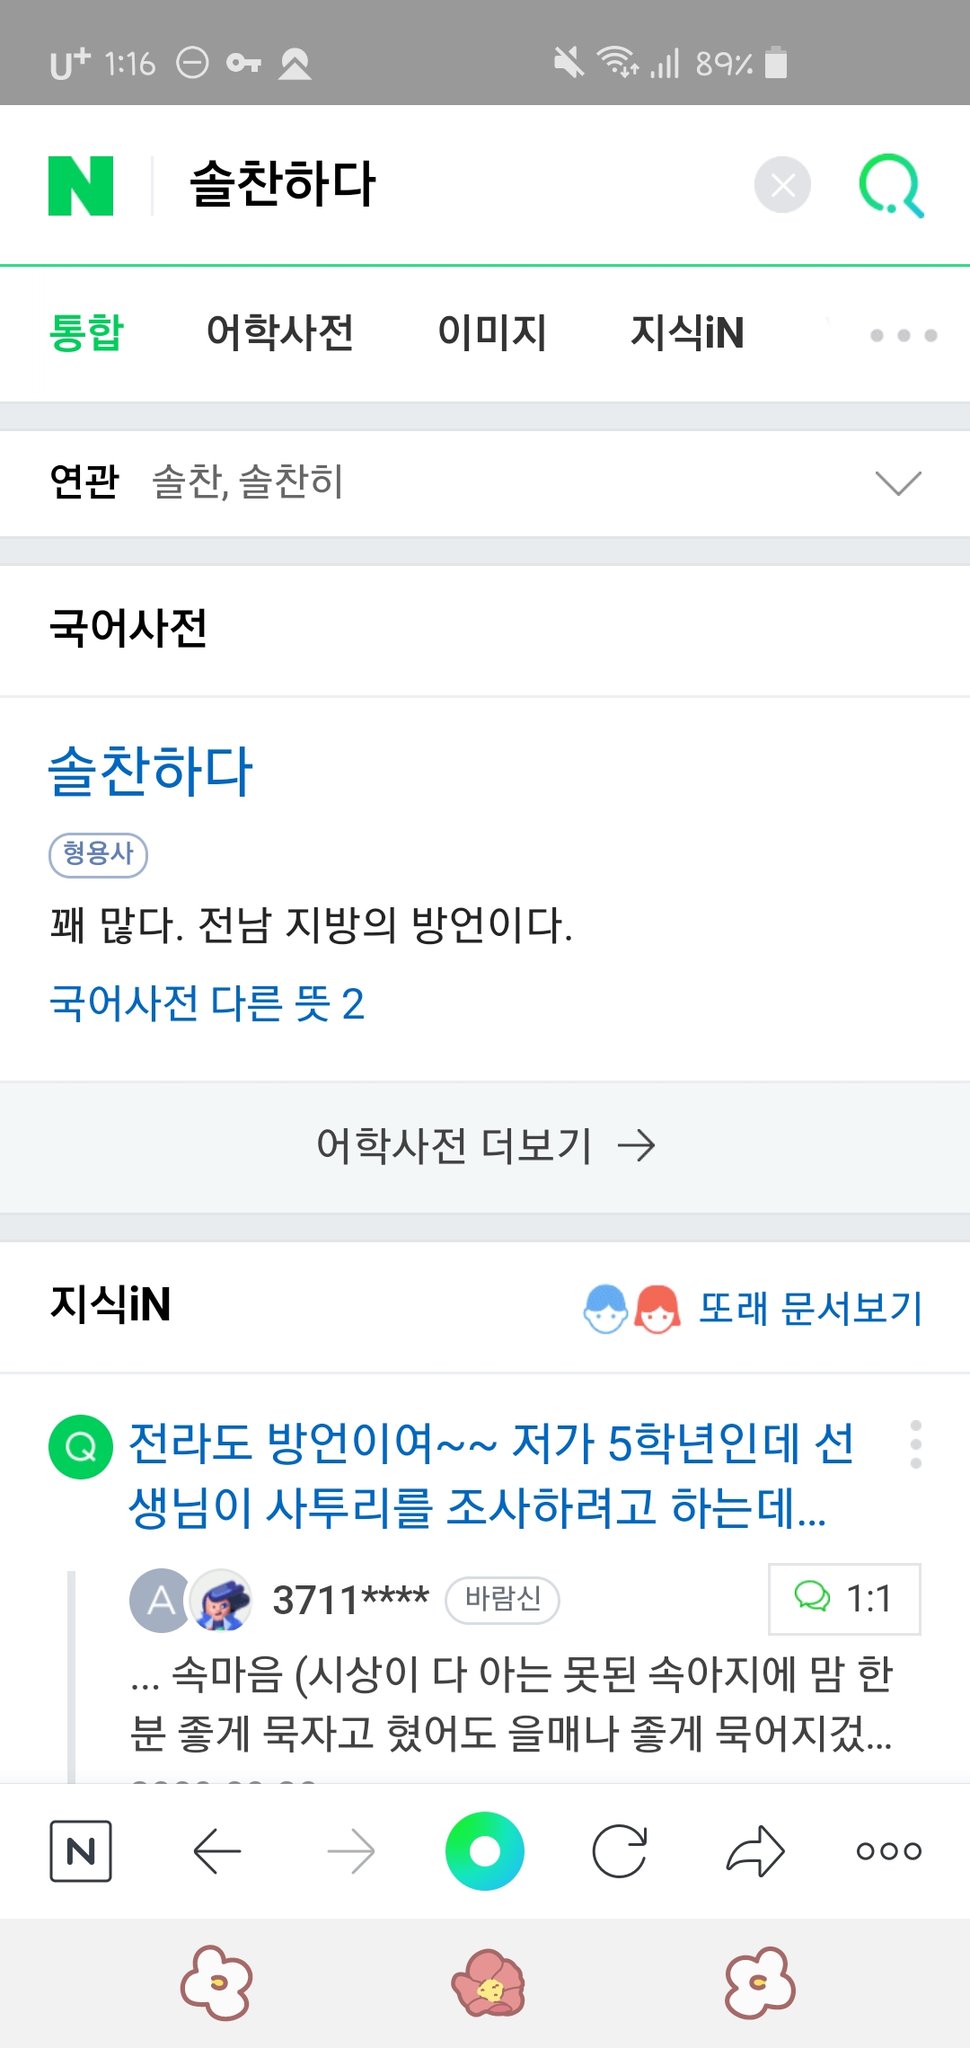 U+ 1:16 89%
N 솔찬하다
통합 어학사전 이미지 지식iN
연관 솔찬, 솔찬히
국어사전
솔찬하다
형용사
꽤 많다. 전남 지방의 방언이다.
국어사전 다른 뜻 2
어학사전 더보기 →
지식iN 또래 문서보기
Q 전라도 방언이여~~ 저가 5학년인데 선
생님이 사투리를 조사하려고 하는데...
A 3711**** 바람신 1:1
... 속마음 (시상이 다 아는 못된 속아지에 맘 한
분 좋게 묵자고 혔어도 을매나 좋게 묵어지겄...
N